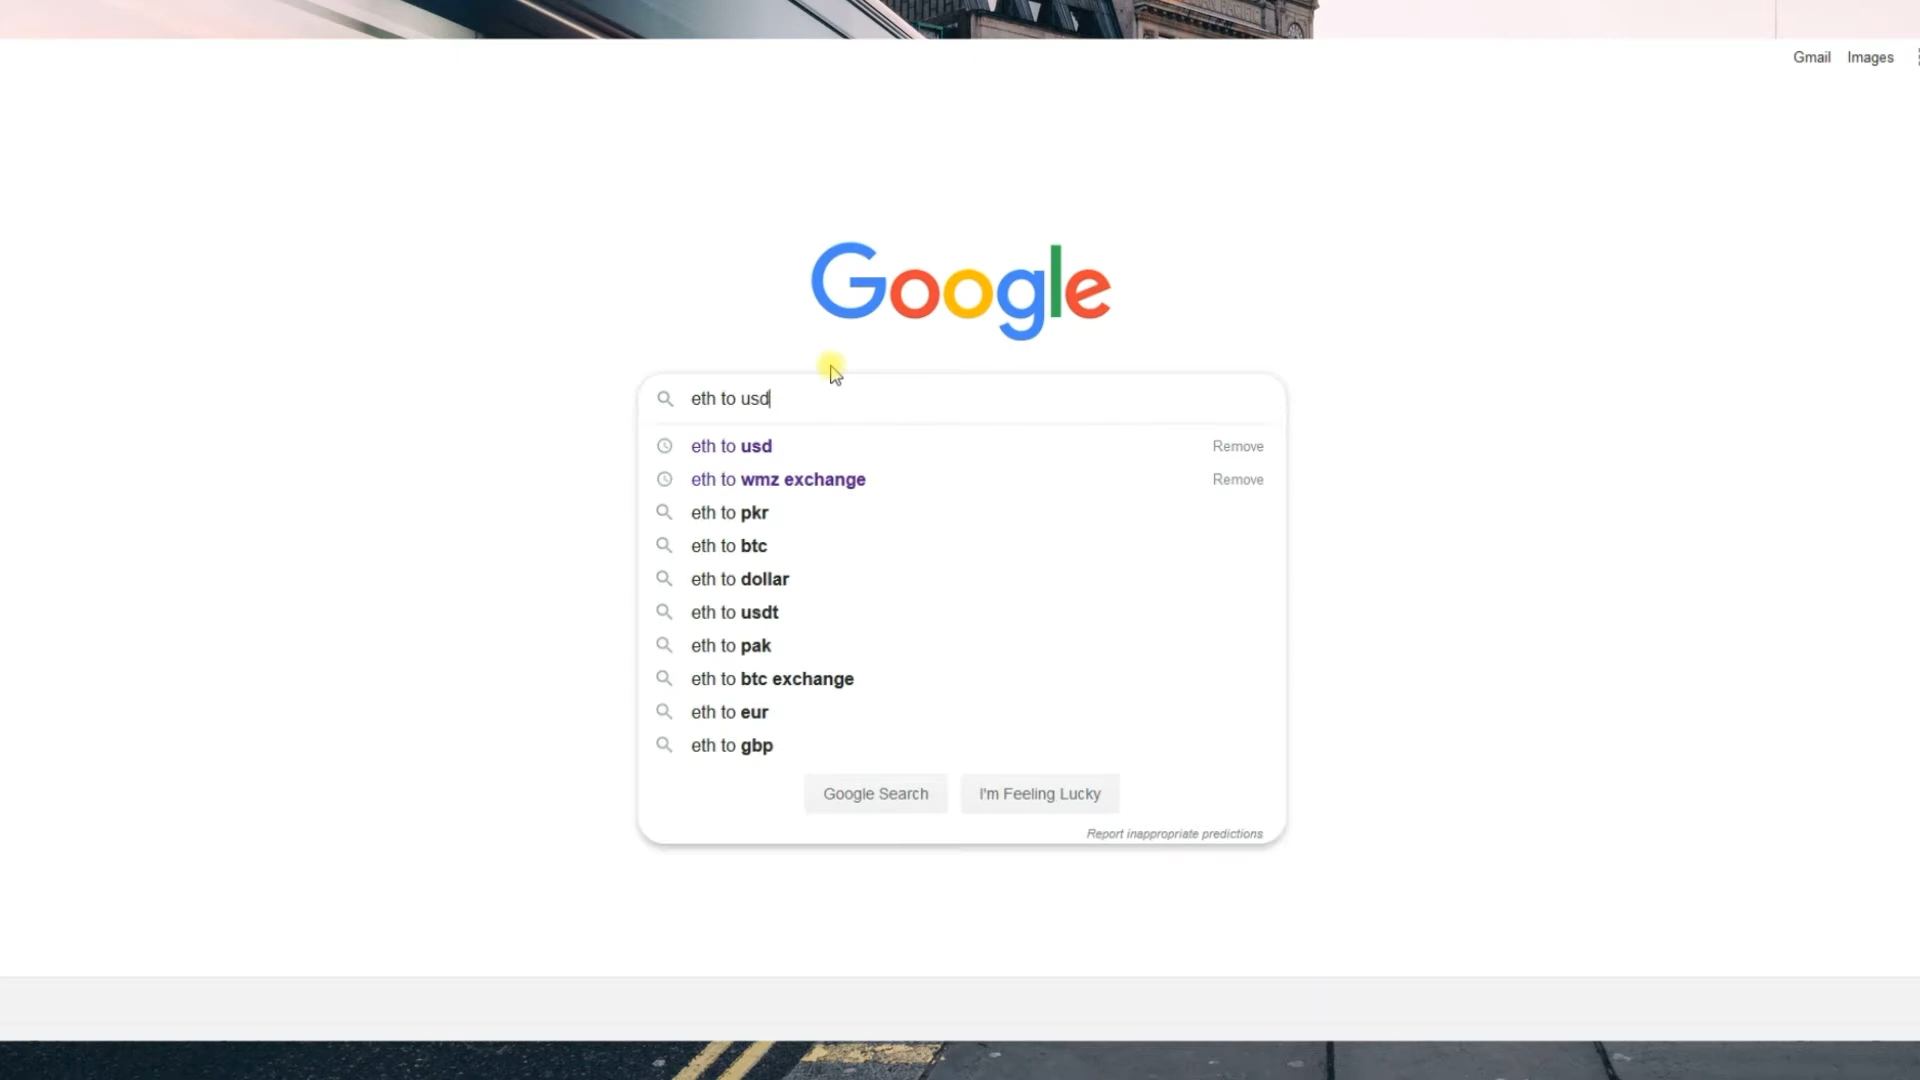 Gmail Images
Google
eth to usd
eth to usd Remove
eth to wmz exchange Remove
eth to pkr
eth to btc
eth to dollar
eth to usdt
eth to pak
eth to btc exchange
eth to eur
eth to gbp
Google Search I'm Feeling Lucky
Report inappropriate predictions